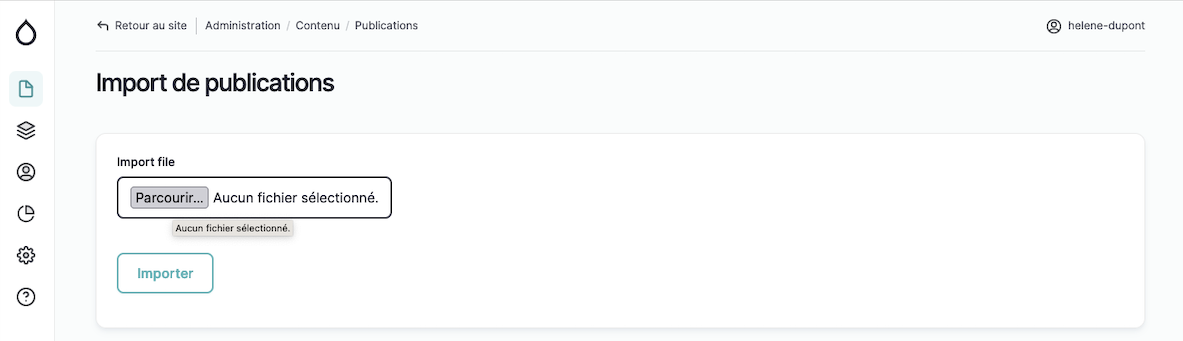 Retour au site Administration / Contenu / Publications helene-dupont
Import de publications
Import file
Parcourir... Aucun fichier sélectionné.
Aucun fichier sélectionné.
Importer